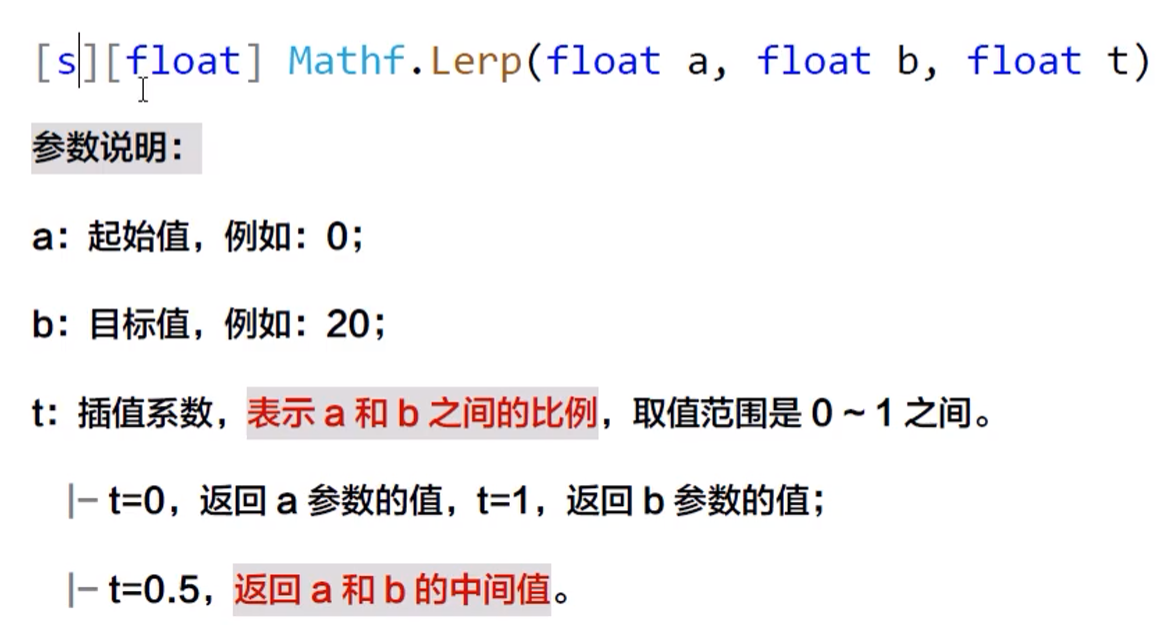 [s][float] Mathf.Lerp(float a, float b, float t)
参数说明：
a：起始值，例如：0；
b：目标值，例如：20；
t：插值系数，表示 a 和 b 之间的比例，取值范围是 0 ~ 1 之间。
|– t=0，返回 a 参数的值，t=1，返回 b 参数的值；
|– t=0.5，返回 a 和 b 的中间值。